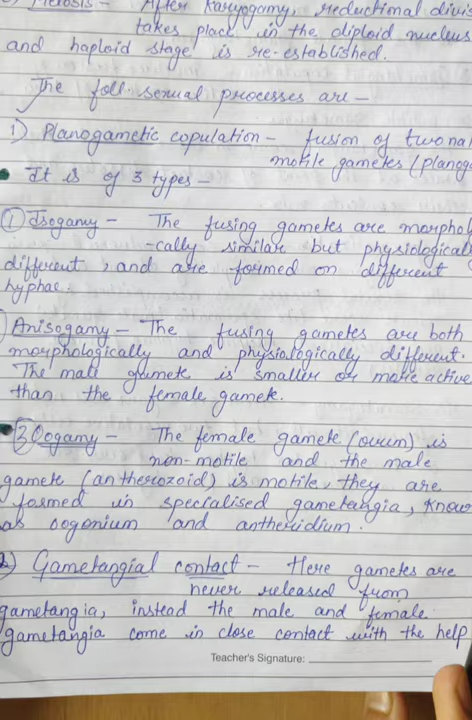 Meiosis - After Karyogamy, reductional divis
takes place in the diploid nucleus
and haploid stage is re-established.
The foll. sexual processes are -
1) Planogametic copulation - fusion of two na
motile gametes (planog
It is of 3 types -
① Isogamy - The fusing gametes are morphol
-cally similar but physiological
different, and are formed on different
hyphae.
Anisogamy - The fusing gametes are both
morphologically and physiologically different.
The male gamete is smaller or more active
than the female gamete.
③ Oogamy - The female gamete (ovum) is
non-motile and the male
gamete (antherozoid) is motile, they are
formed in specialised gametangia, know
as oogonium and antheridium.
2) Gametangial contact - Here gametes are
never released from
gametangia, instead the male and female
gametangia come in close contact with the help
Teacher's Signature: